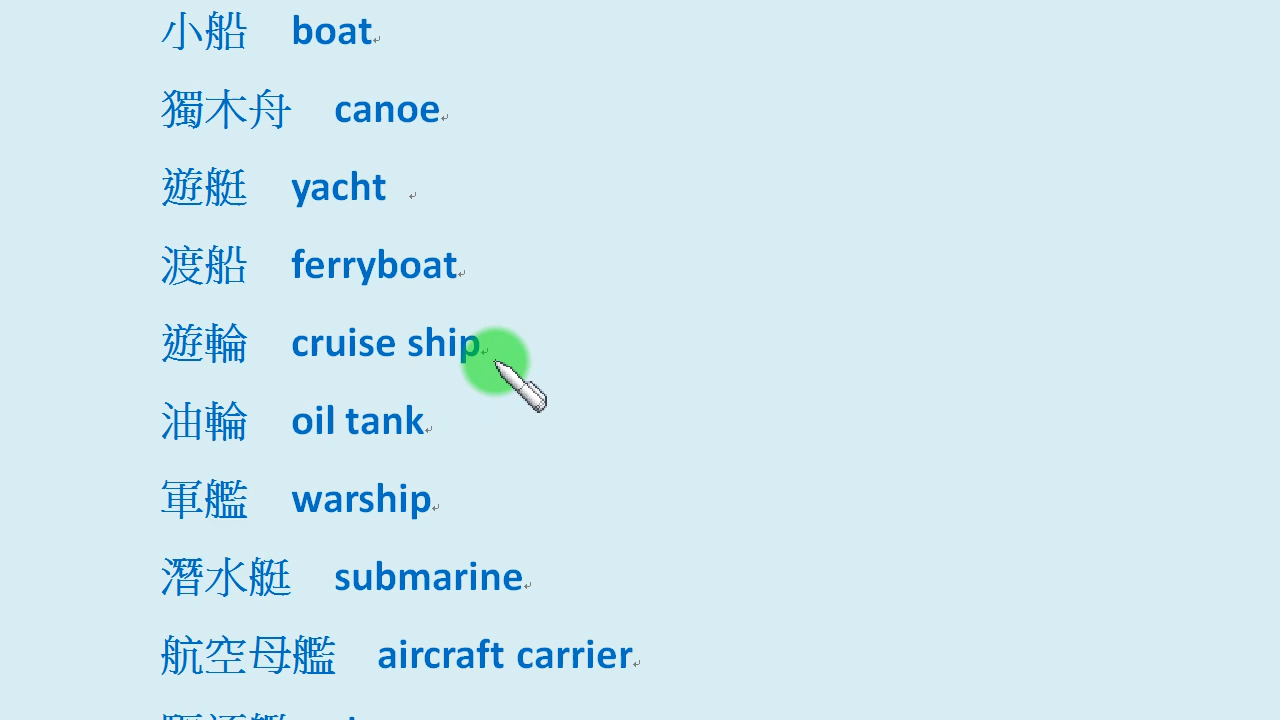 小船 boat
獨木舟 canoe
遊艇 yacht
渡船 ferryboat
遊輪 cruise ship
油輪 oil tank
軍艦 warship
潛水艇 submarine
航空母艦 aircraft carrier